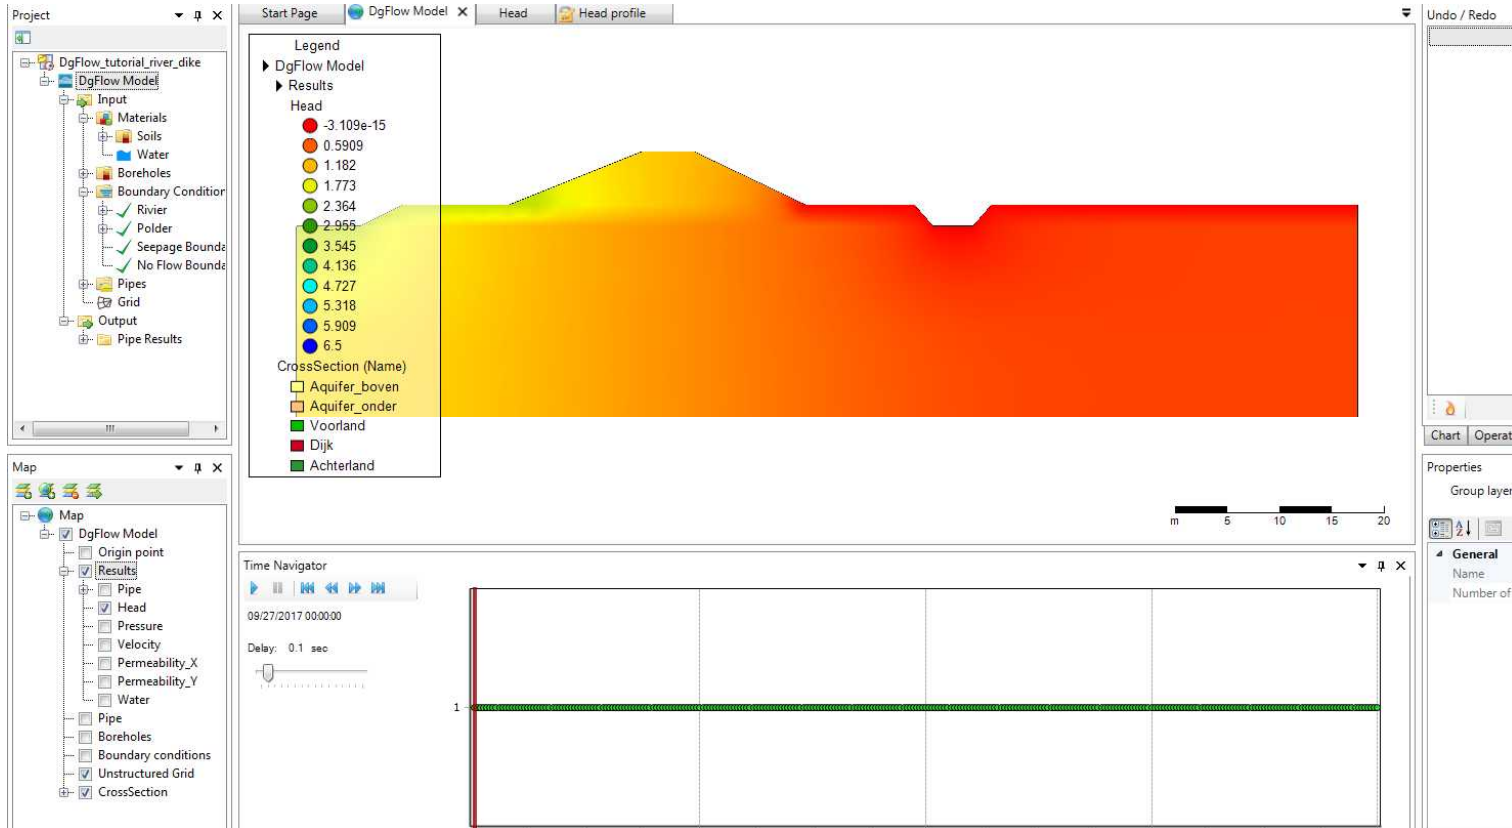 Project
DgFlow_tutorial_river_dike
DgFlow Model
Input
Materials
Soils
Water
Boreholes
Boundary Condition
Rivier
Polder
Seepage Bounda
No Flow Bounda
Pipes
Grid
Output
Pipe Results
Map
Map
DgFlow Model
Origin point
Results
Pipe
Head
Pressure
Velocity
Permeability_X
Permeability_Y
Water
Pipe
Boreholes
Boundary conditions
Unstructured Grid
CrossSection
Start Page
DgFlow Model
Head
Head profile
Legend
DgFlow Model
Results
Head
-3.109e-15
0.5909
1.182
1.773
2.364
2.955
3.545
4.136
4.727
5.318
5.909
6.5
CrossSection (Name)
Aquifer_boven
Aquifer_onder
Voorland
Dijk
Achterland
m 5 10 15 20
Time Navigator
09/27/2017 00:00:00
Delay: 0.1 sec
1
Undo / Redo
Chart Operat
Properties
Group layer
General
Name
Number of